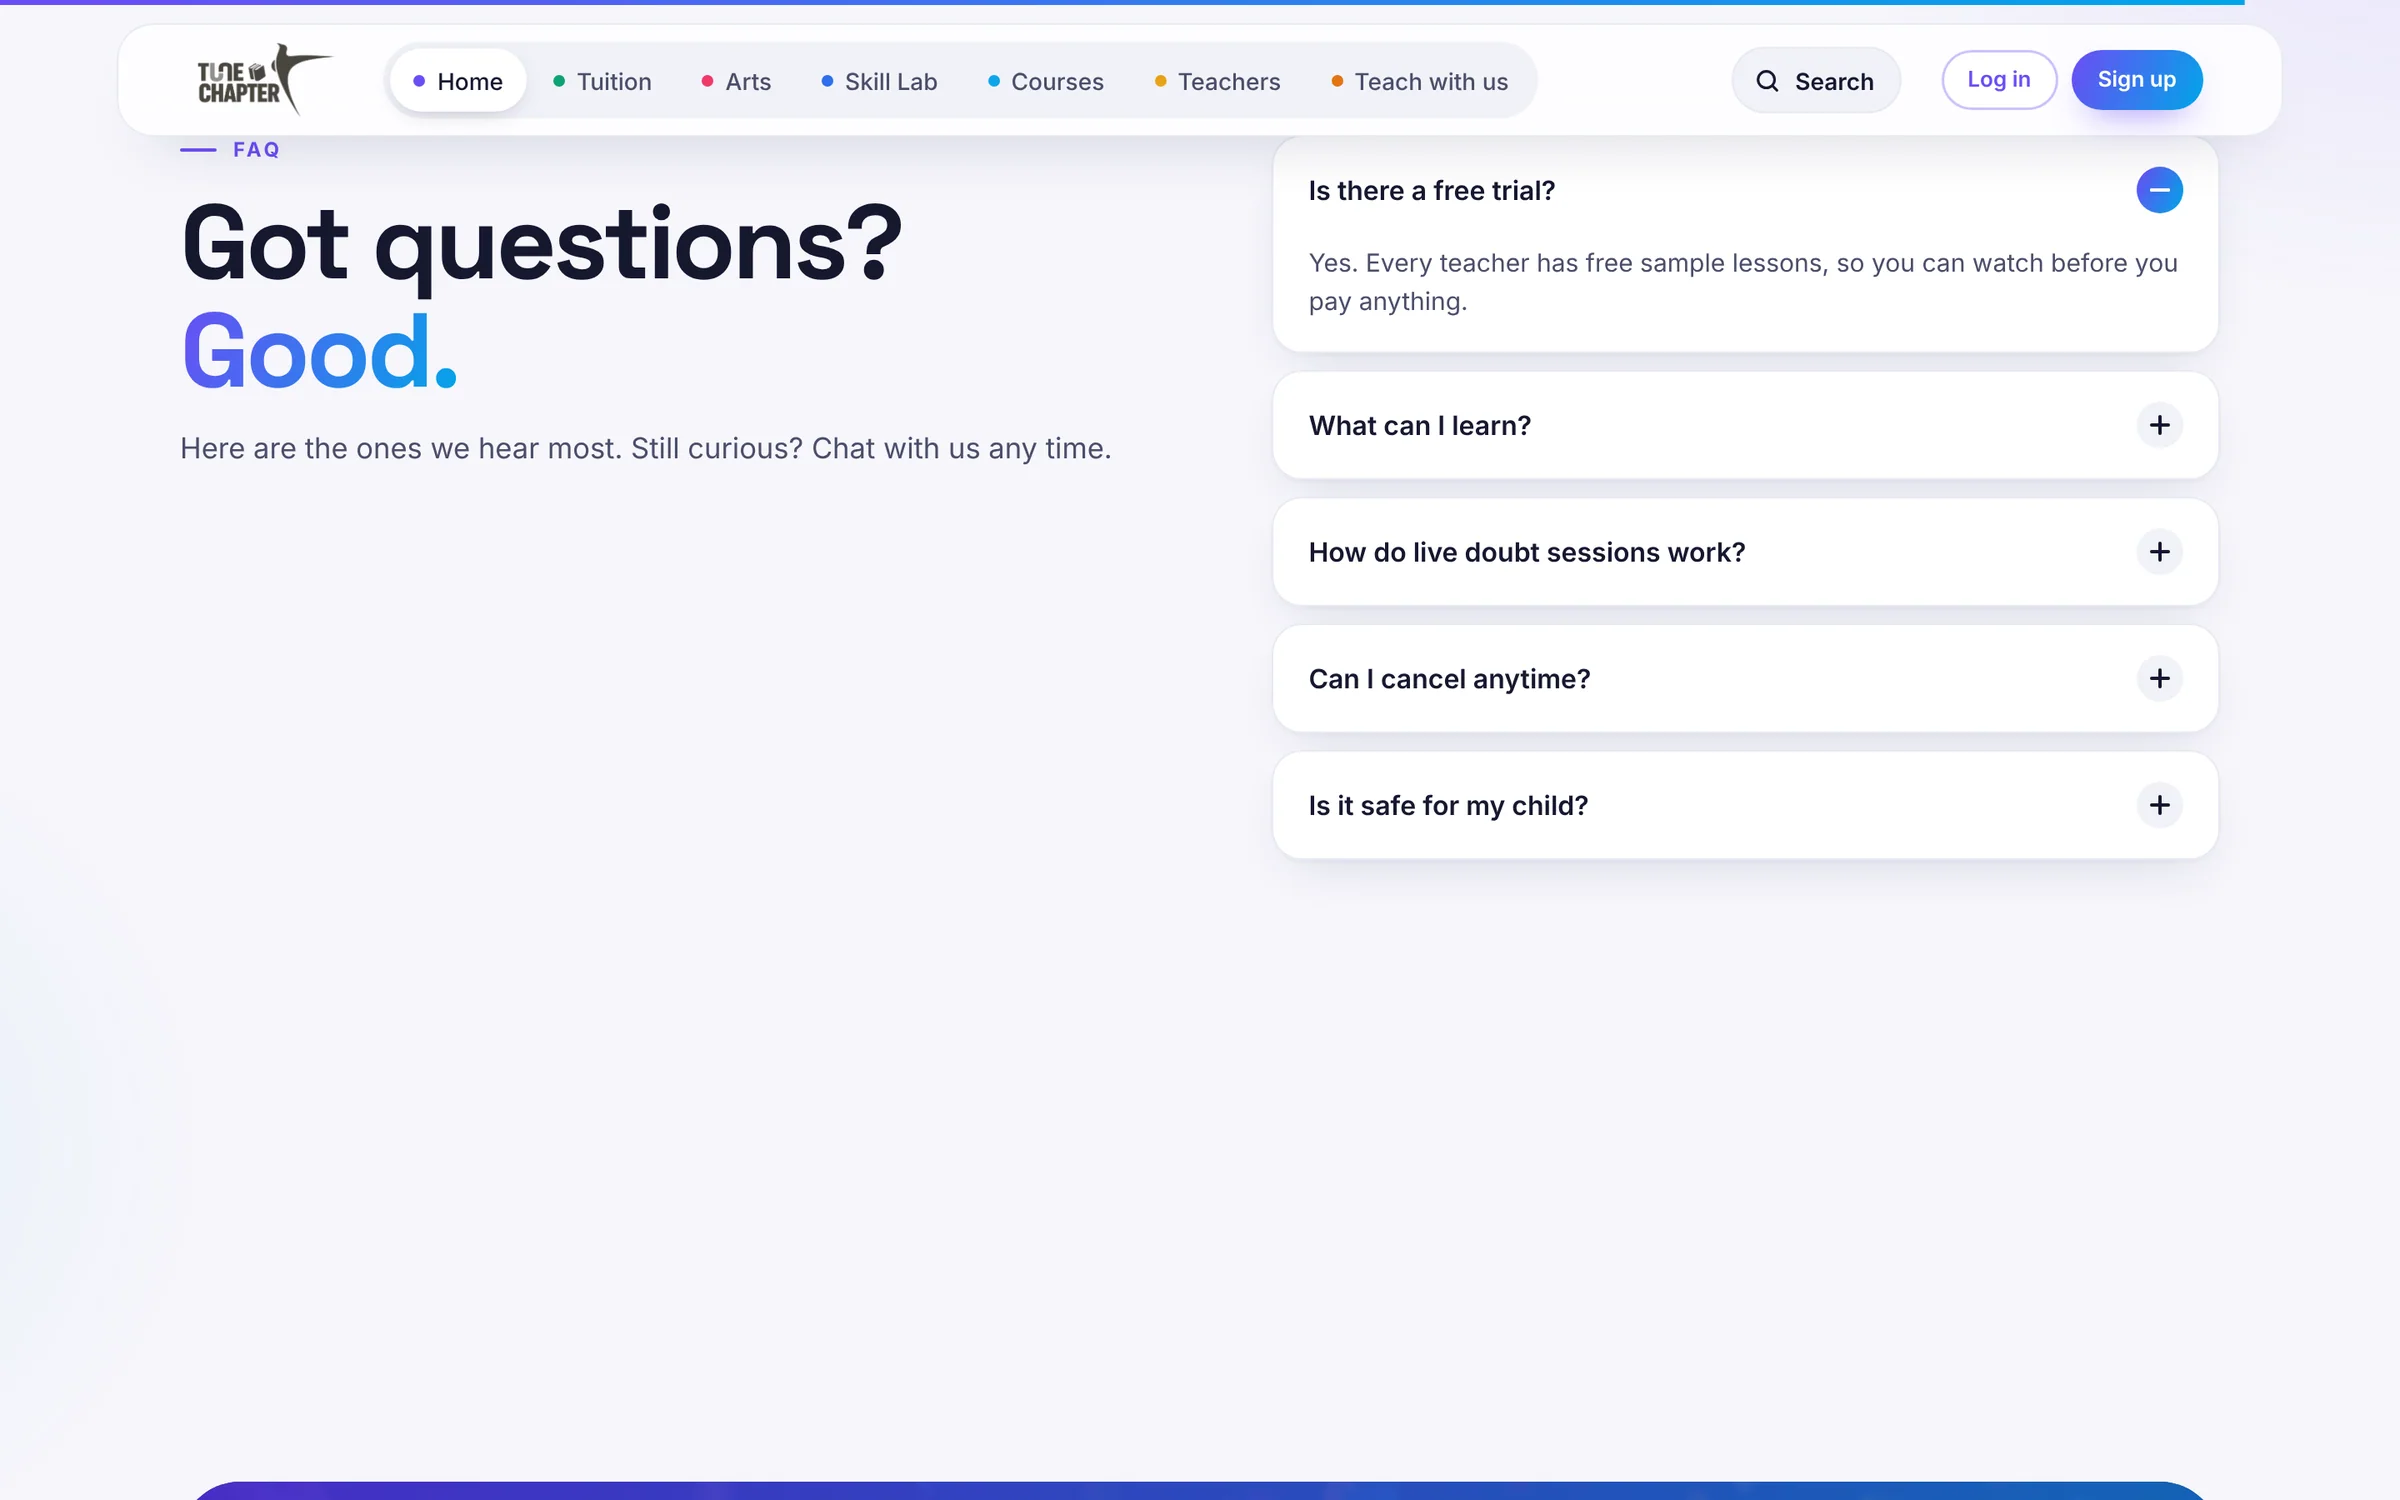 TUNE
CHAPTER
Home
Tuition
Arts
Skill Lab
Courses
Teachers
Teach with us
Search
Log in
Sign up
FAQ
Got questions?
Good.
Here are the ones we hear most. Still curious? Chat with us any time.
Is there a free trial?
Yes. Every teacher has free sample lessons, so you can watch before you
pay anything.
What can I learn?
How do live doubt sessions work?
Can I cancel anytime?
Is it safe for my child?